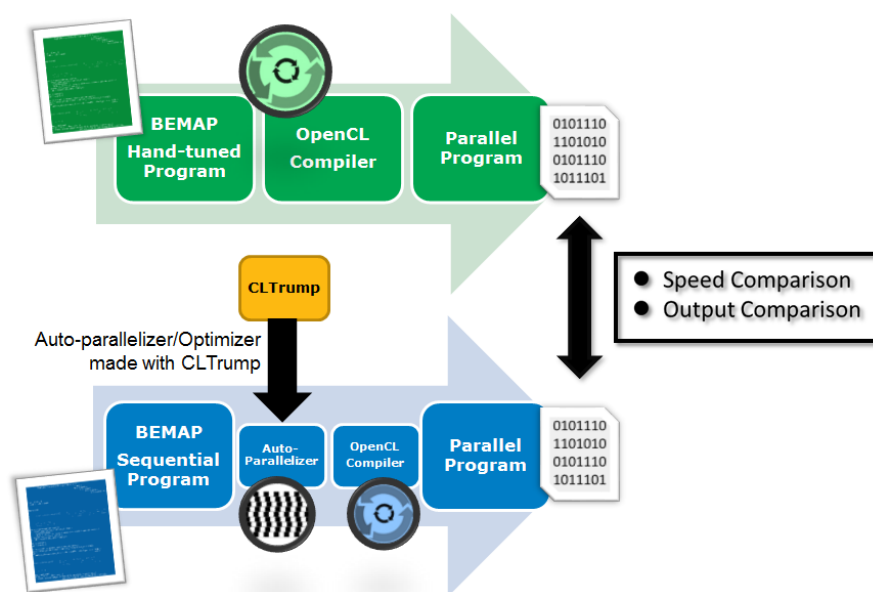 BEMAP
Hand-tuned
Program
OpenCL
Compiler
Parallel
Program
0101110
1101010
0101110
1011101
CLTrump
Auto-parallelizer/Optimizer
made with CLTrump
● Speed Comparison
● Output Comparison
BEMAP
Sequential
Program
Auto-
Parallelizer
OpenCL
Compiler
Parallel
Program
0101110
1101010
0101110
1011101